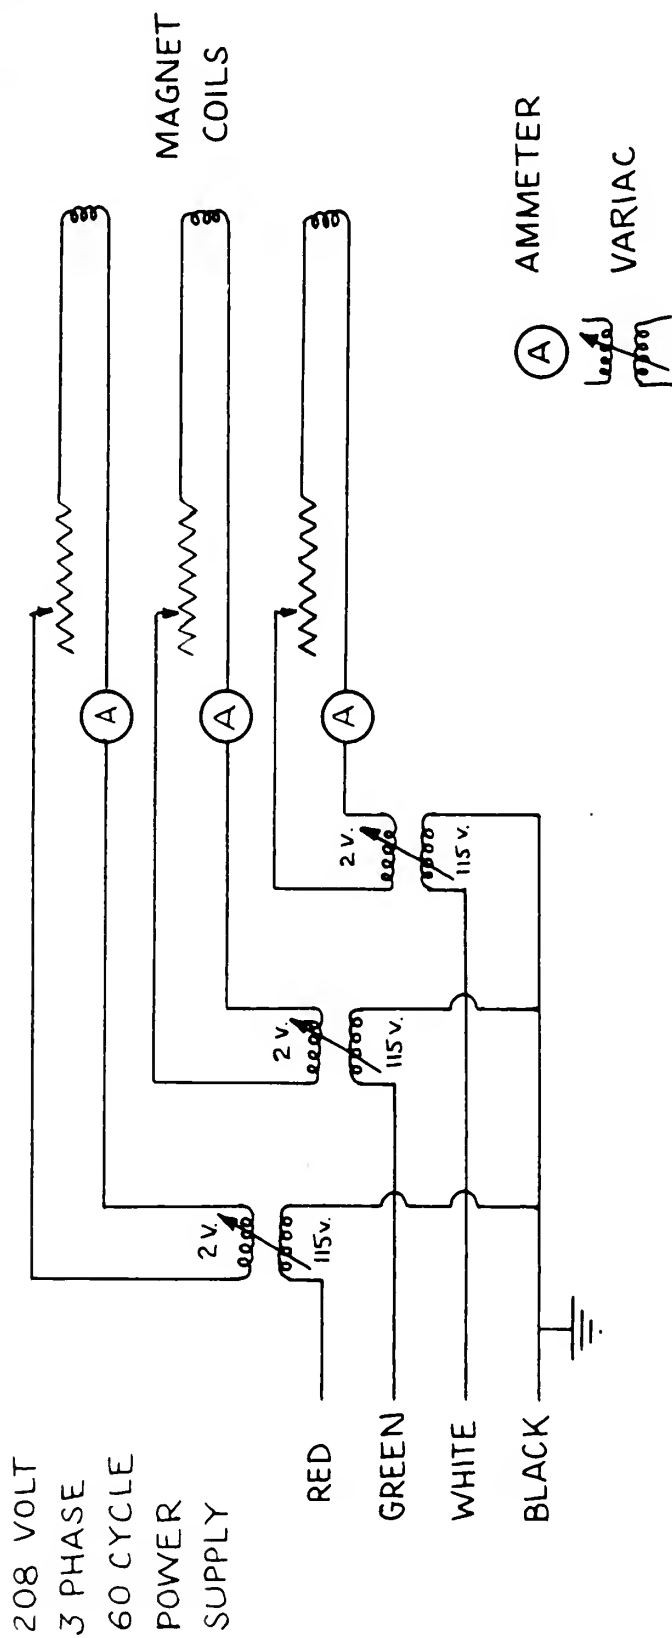 208 VOLT
3 PHASE
60 CYCLE
POWER
SUPPLY
RED
GREEN
WHITE
BLACK
2 V.
115 V.
2 V.
115 V.
2 V.
115 V.
A
A
A
MAGNET
COILS
A
AMMETER
VARIAC